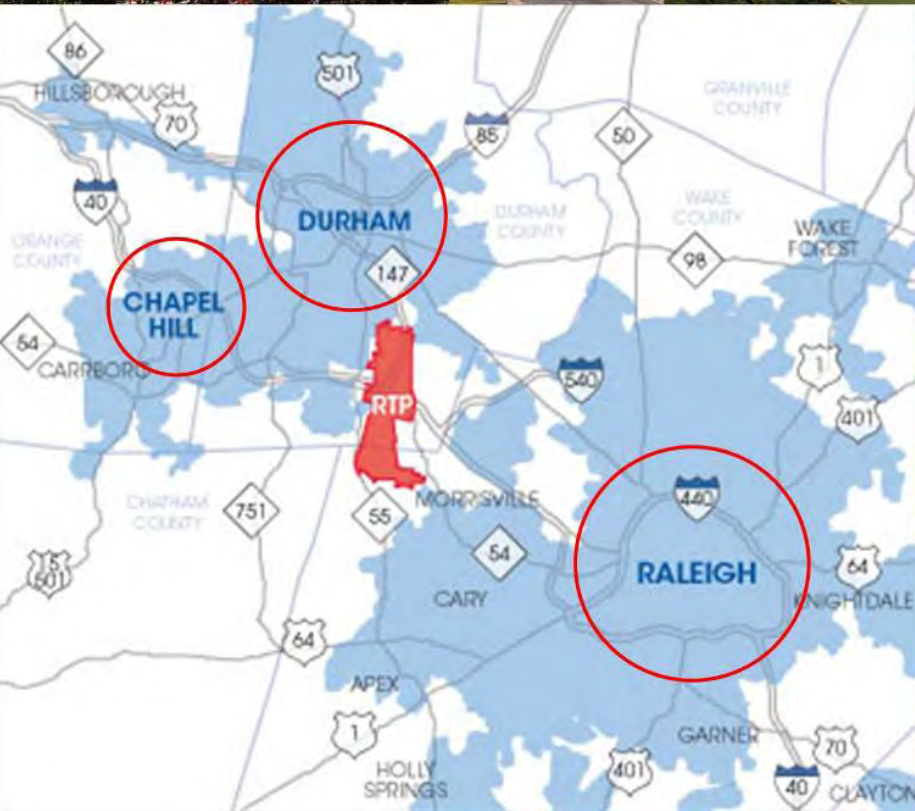 86
501
HILLSBOROUGH
70
85
50
GRANVILLE
COUNTY
40
DURHAM
DURHAM
COUNTY
WAKE
COUNTY
WAKE
FOREST
ORANGE
COUNTY
98
147
CHAPEL
HILL
54
CARRBORO
540
1
RTP
401
CHATHAM
COUNTY
751
55
MORRISVILLE
440
54
RALEIGH
64
15
501
CARY
KNIGHTDALE
64
APEX
1
GARNER
70
HOLLY
SPRINGS
401
40
CLAYTON